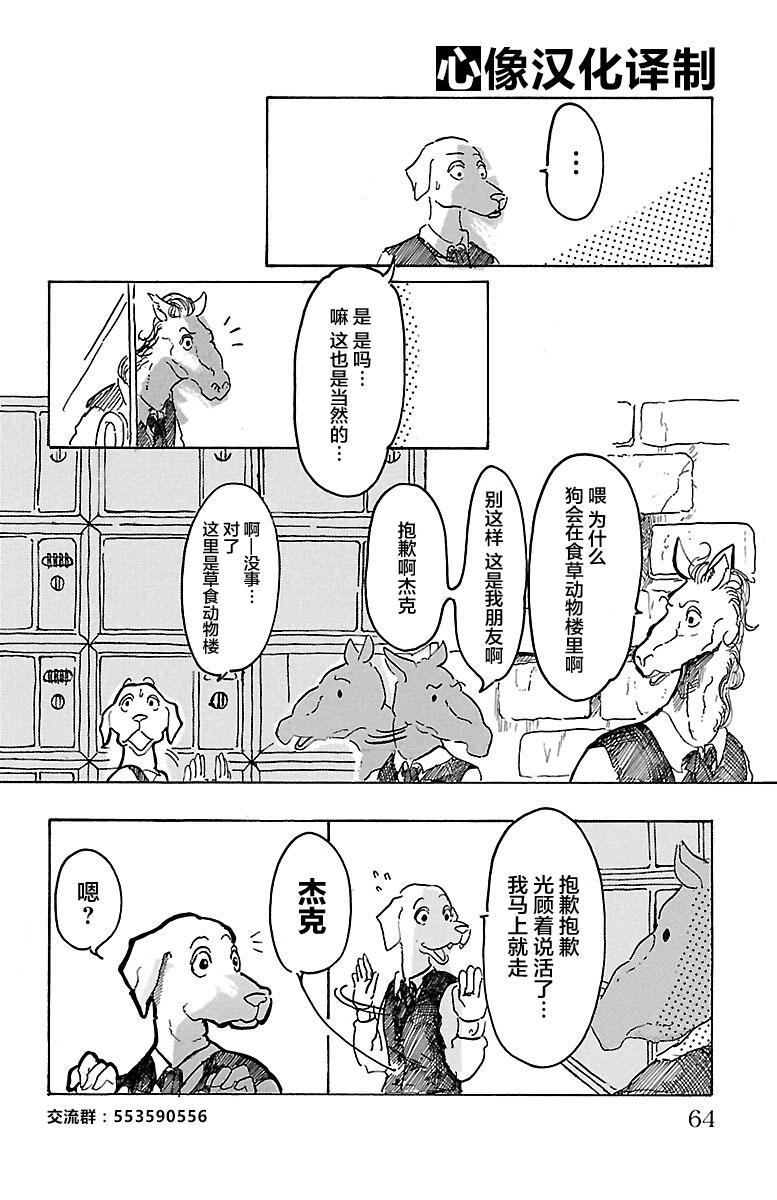 心像汉化译制
…
是 是吗…
嘛 这也是当然的…
喂 为什么
狗会在食草动物楼里啊
别这样 这是我朋友啊
抱歉啊杰克
啊—没事…
对了
这里是草食动物楼
抱歉抱歉
光顾着说活了…
我马上就走
杰克
嗯?
交流群：553590556
64